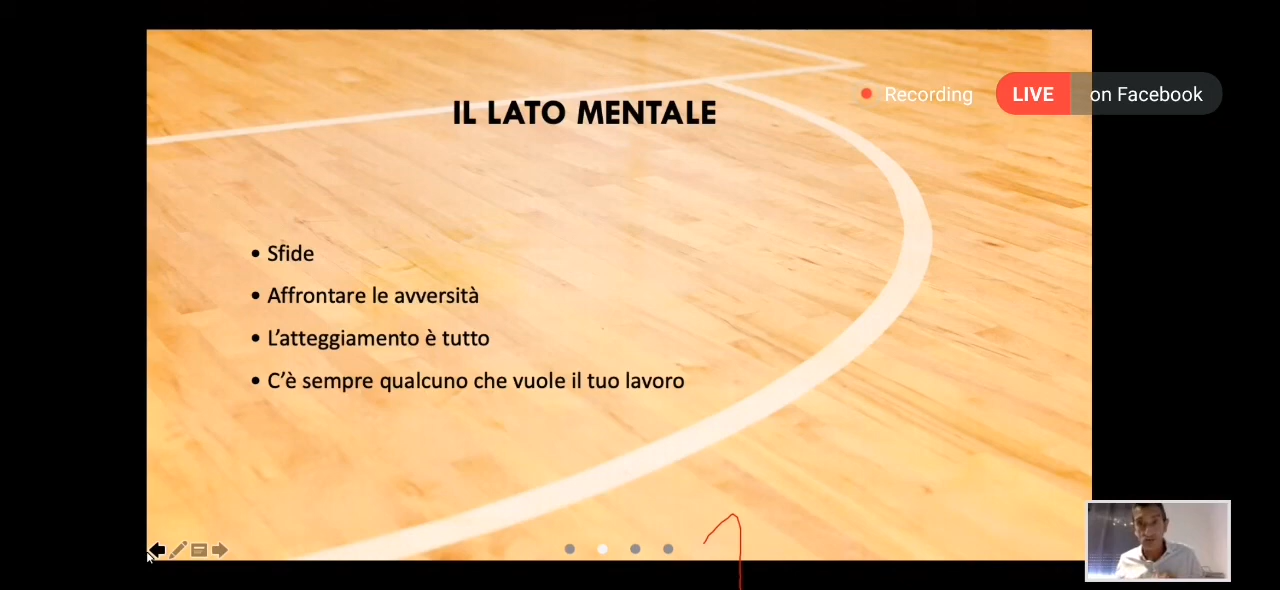 Recording
LIVE on Facebook
IL LATO MENTALE
• Sfide
• Affrontare le avversità
• L’atteggiamento è tutto
• C’è sempre qualcuno che vuole il tuo lavoro